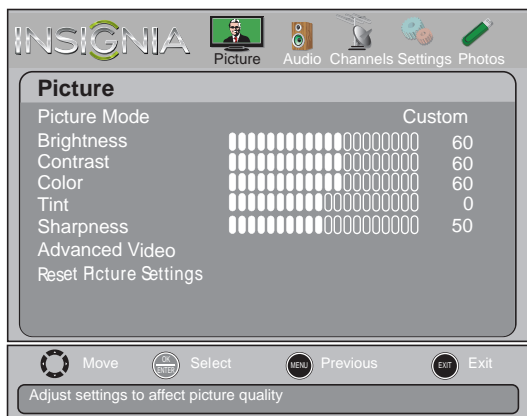 INSIGNIA
Picture Audio Channels Settings Photos
Picture
Picture Mode Custom
Brightness 60
Contrast 60
Color 60
Tint 0
Sharpness 50
Advanced Video
Reset Picture Settings
Move OK ENTER Select MENU Previous EXIT Exit
Adjust settings to affect picture quality